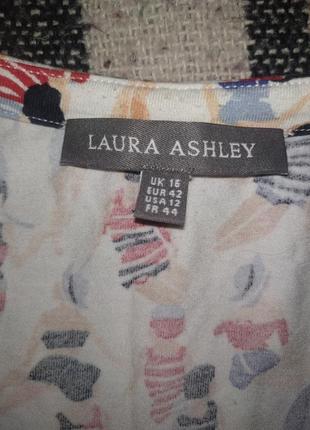 LAURA ASHLEY
UK 16
EUR 42
USA 12
FR 44